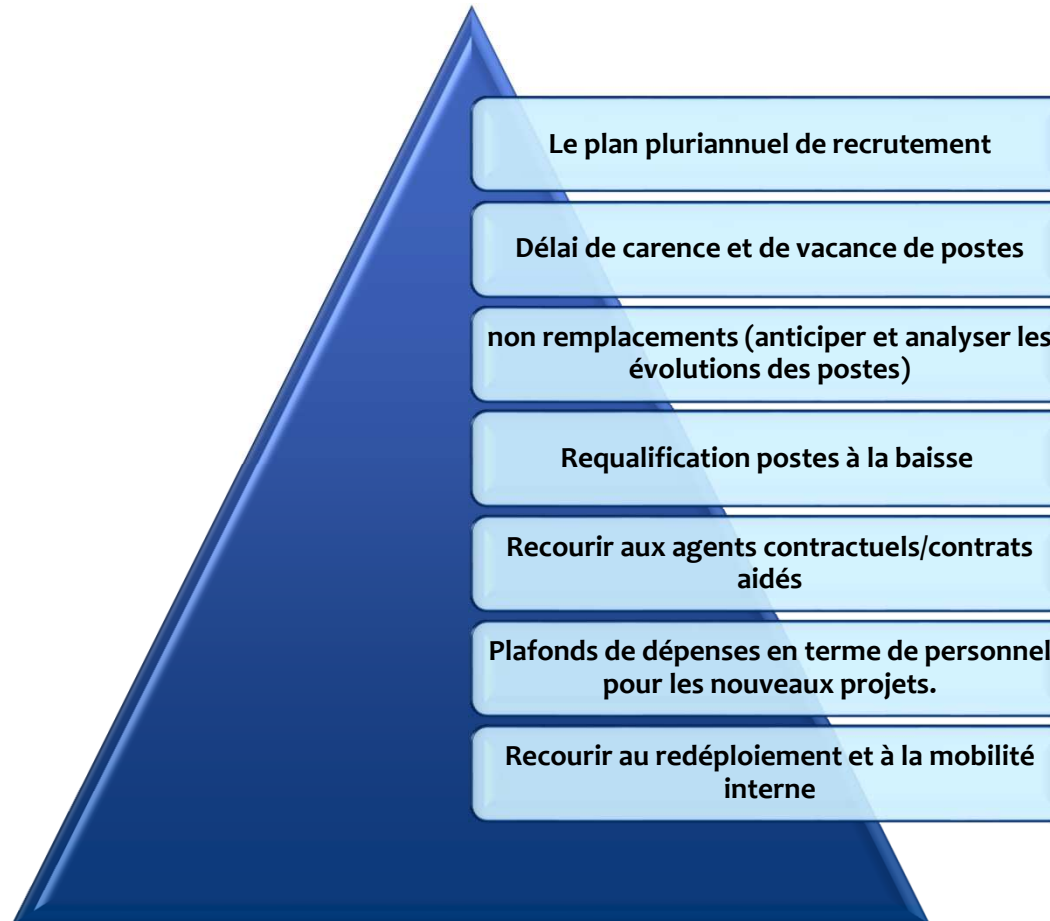 Le plan pluriannuel de recrutement
Délai de carence et de vacance de postes
non remplacements (anticiper et analyser les
évolutions des postes)
Requalification postes à la baisse
Recourir aux agents contractuels/contrats
aidés
Plafonds de dépenses en terme de personnel
pour les nouveaux projets.
Recourir au redéploiement et à la mobilité
interne